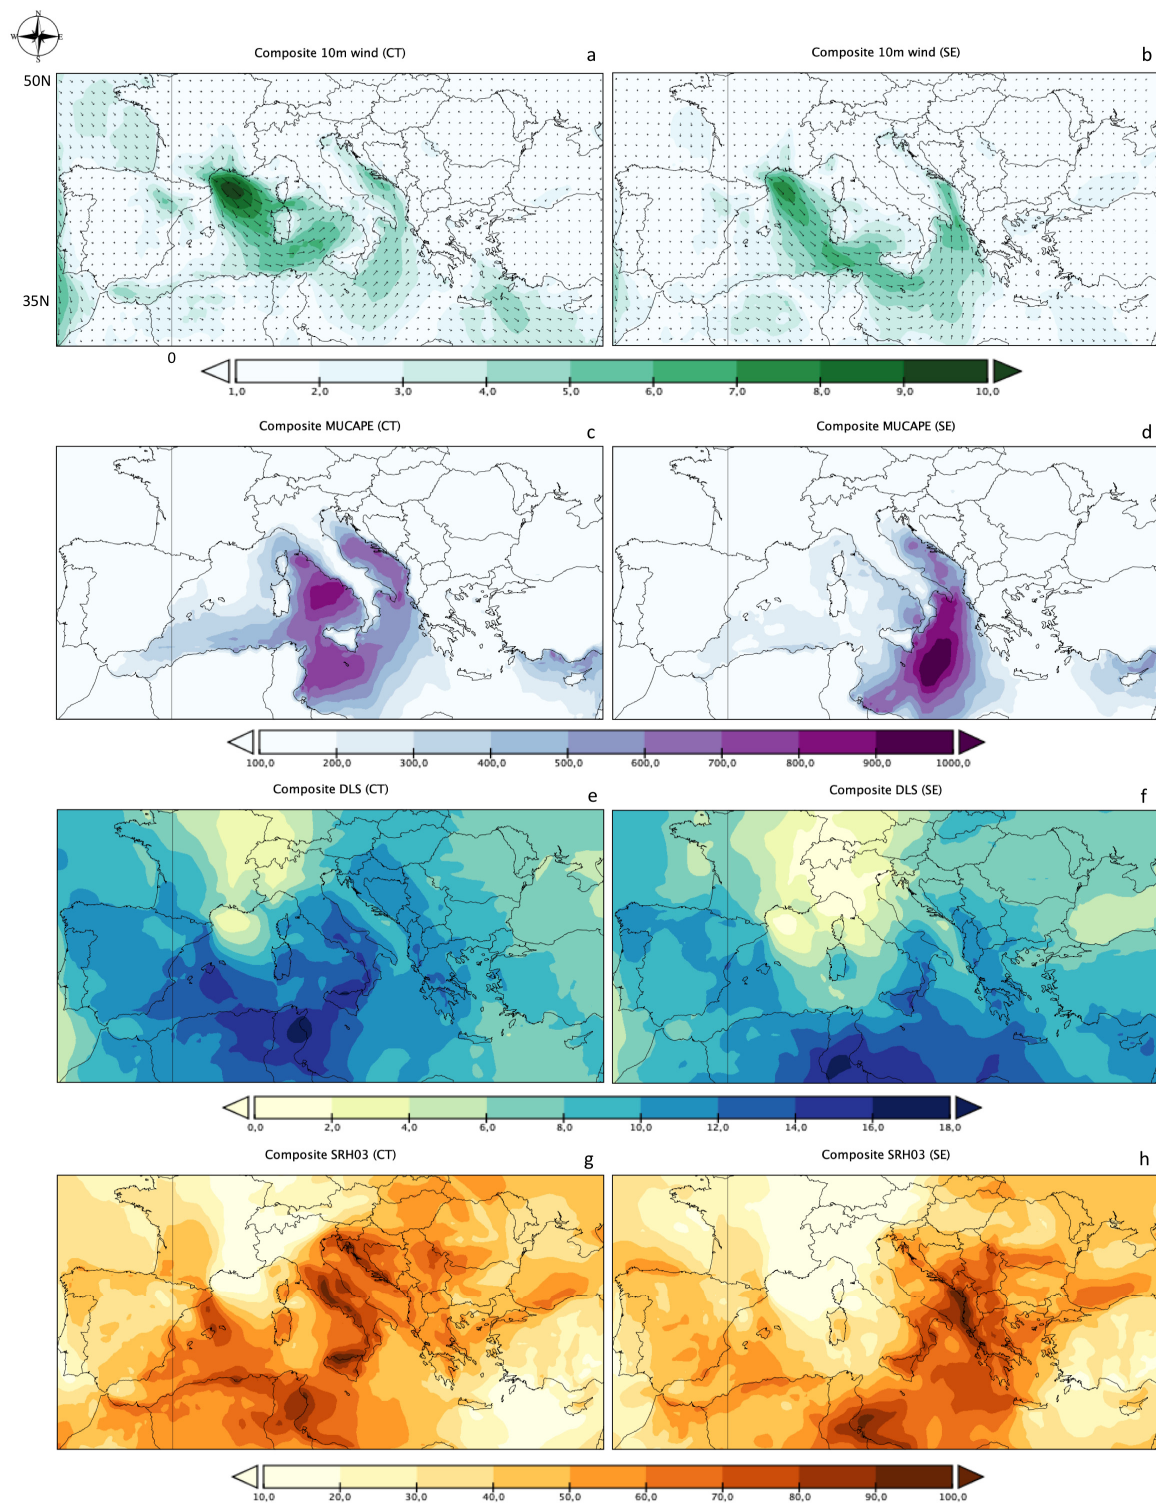 N
W E
S
Composite 10m wind (CT) a
Composite 10m wind (SE) b
50N
35N
0
1,0 2,0 3,0 4,0 5,0 6,0 7,0 8,0 9,0 10,0
Composite MUCAPE (CT) c
Composite MUCAPE (SE) d
100,0 200,0 300,0 400,0 500,0 600,0 700,0 800,0 900,0 1000,0
Composite DLS (CT) e
Composite DLS (SE) f
0,0 2,0 4,0 6,0 8,0 10,0 12,0 14,0 16,0 18,0
Composite SRH03 (CT) g
Composite SRH03 (SE) h
10,0 20,0 30,0 40,0 50,0 60,0 70,0 80,0 90,0 100,0